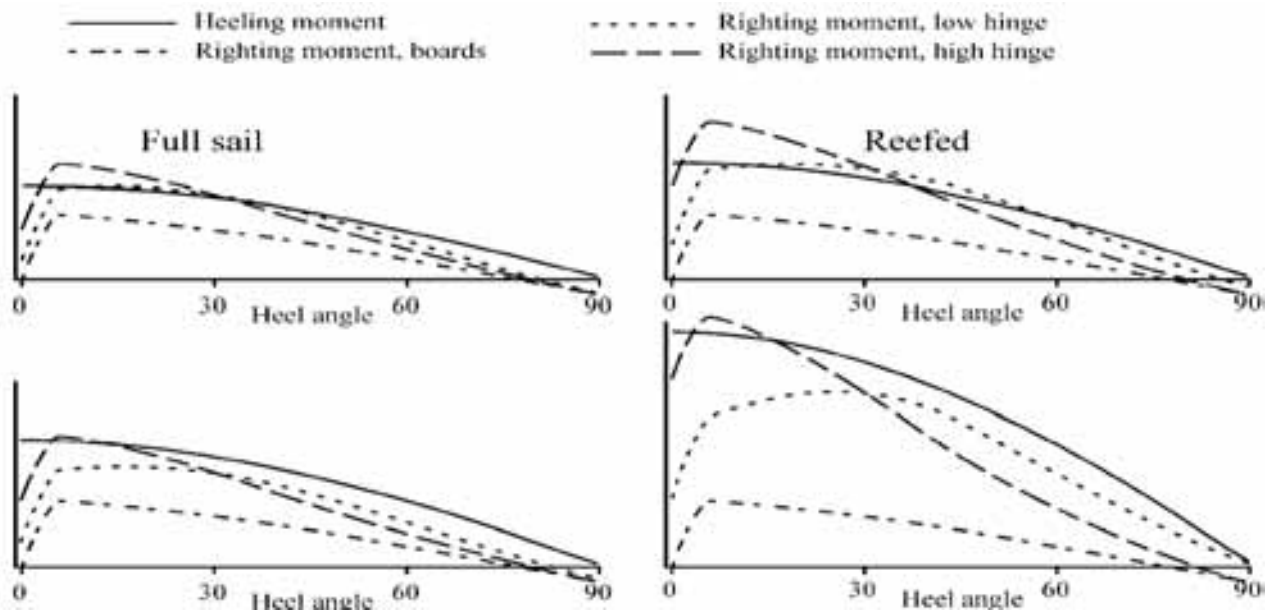 Heeling moment
Righting moment, boards
Righting moment, low hinge
Righting moment, high hinge
Full sail
0 30 60 90
Heel angle
Reefed
0 30 60 90
Heel angle
0 30 60 90
Heel angle
0 30 60 90
Heel angle